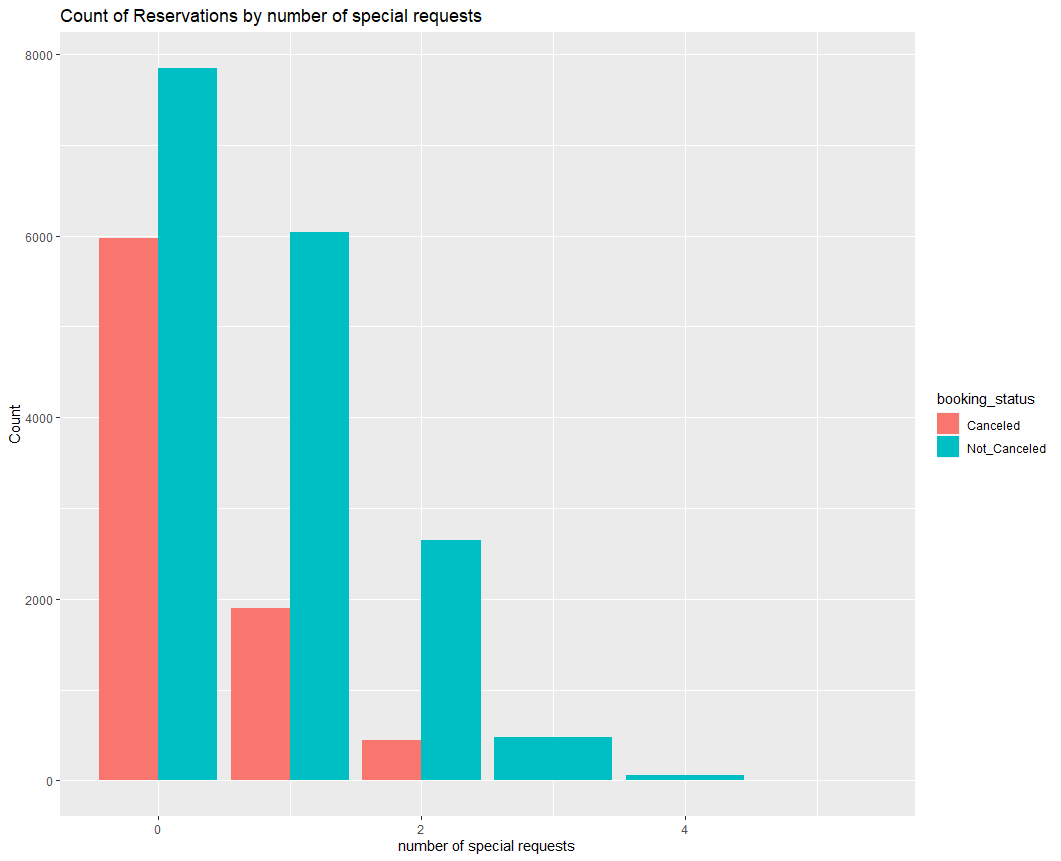 Count of Reservations by number of special requests
8000
6000
4000
2000
0
Count
0 2 4
number of special requests
booking_status
Canceled
Not_Canceled